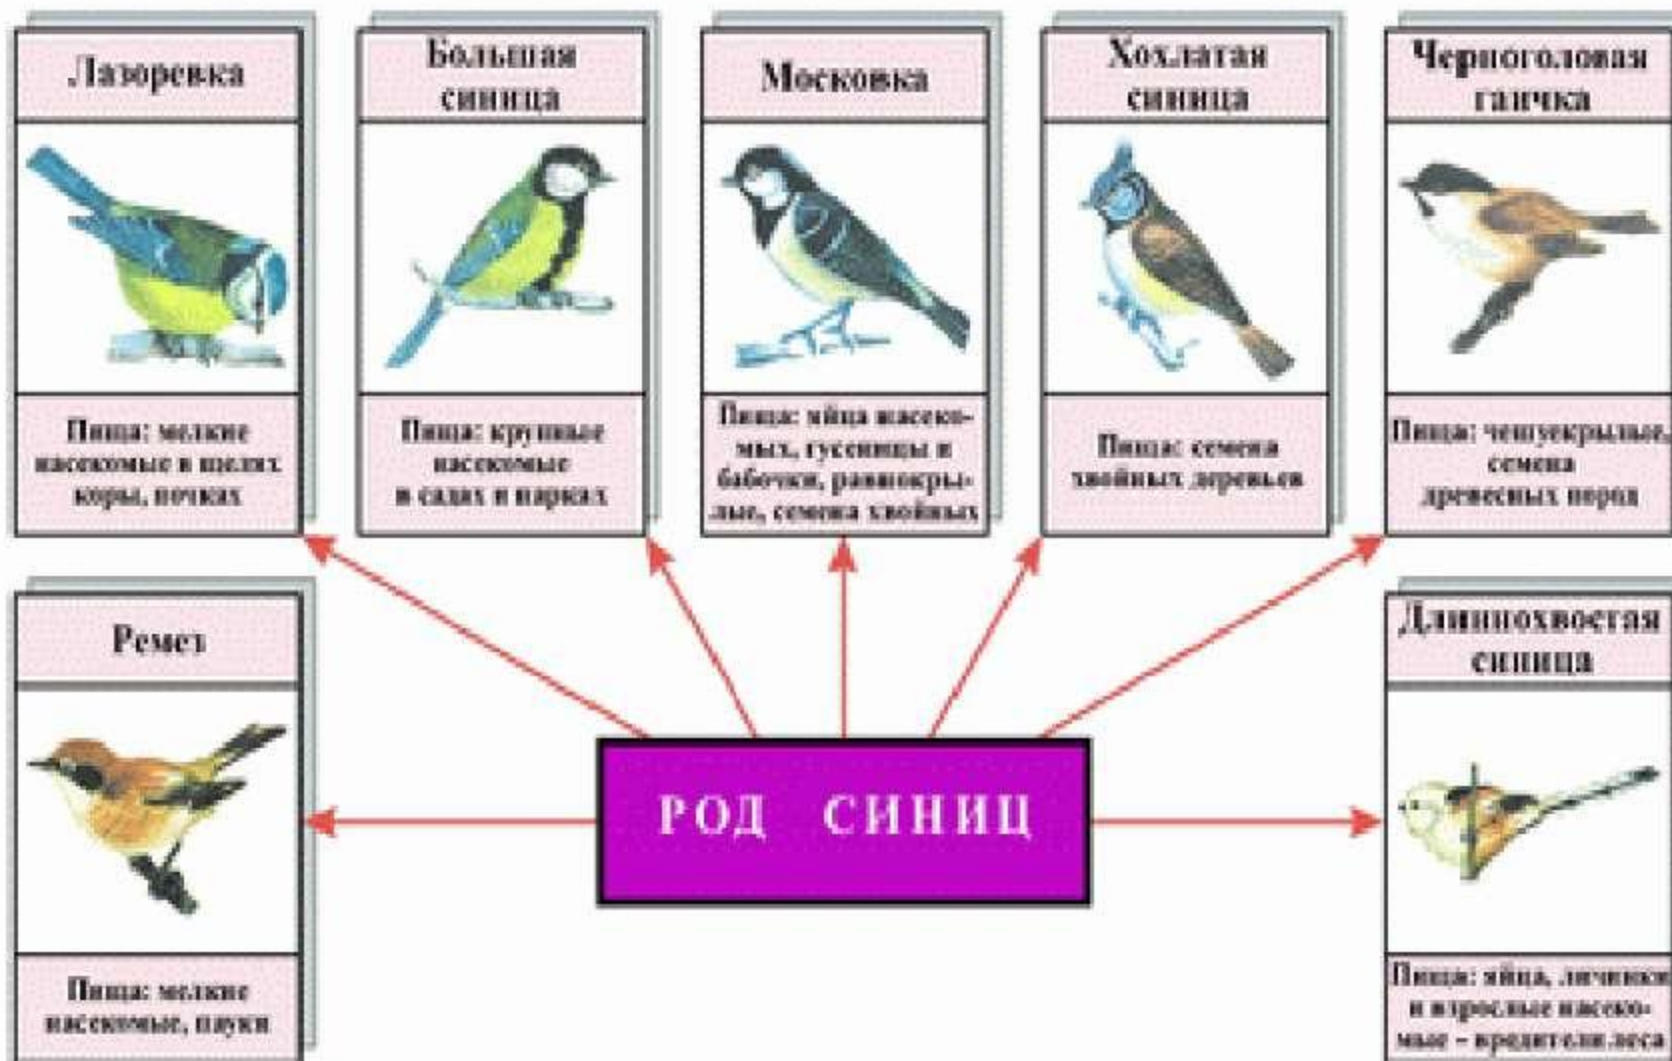 Лазоревка
Пища: мелкие
насекомые в щелях
коры, почках
Большая
синица
Пища: крупные
насекомые
в садах и парках
Московка
Пища: яйца насеко-
мых, гусеницы и
бабочки, равнокры-
лые, семена хвойных
Хохлатая
синица
Пища: семена
хвойных деревьев
Черноголовая
гаичка
Пища: чешуекрылые,
семена
древесных пород
Ремез
Пища: мелкие
насекомые, пауки
РОД СИНИЦ
Длиннохвостая
синица
Пища: яйца, личинки
и взрослые насеко-
мые – вредители леса